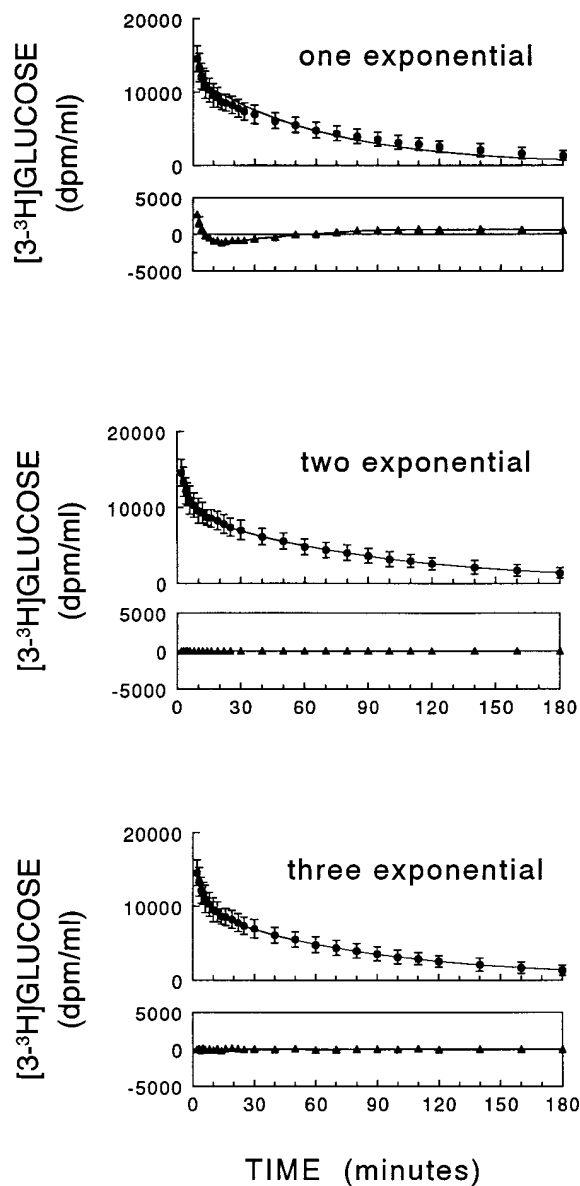 20000
one exponential
10000
0
5000
0
-5000
[3-³H]GLUCOSE
(dpm/ml)
20000
two exponential
10000
0
5000
0
-5000
0 30 60 90 120 150 180
[3-³H]GLUCOSE
(dpm/ml)
20000
three exponential
10000
0
5000
0
-5000
0 30 60 90 120 150 180
[3-³H]GLUCOSE
(dpm/ml)
TIME (minutes)